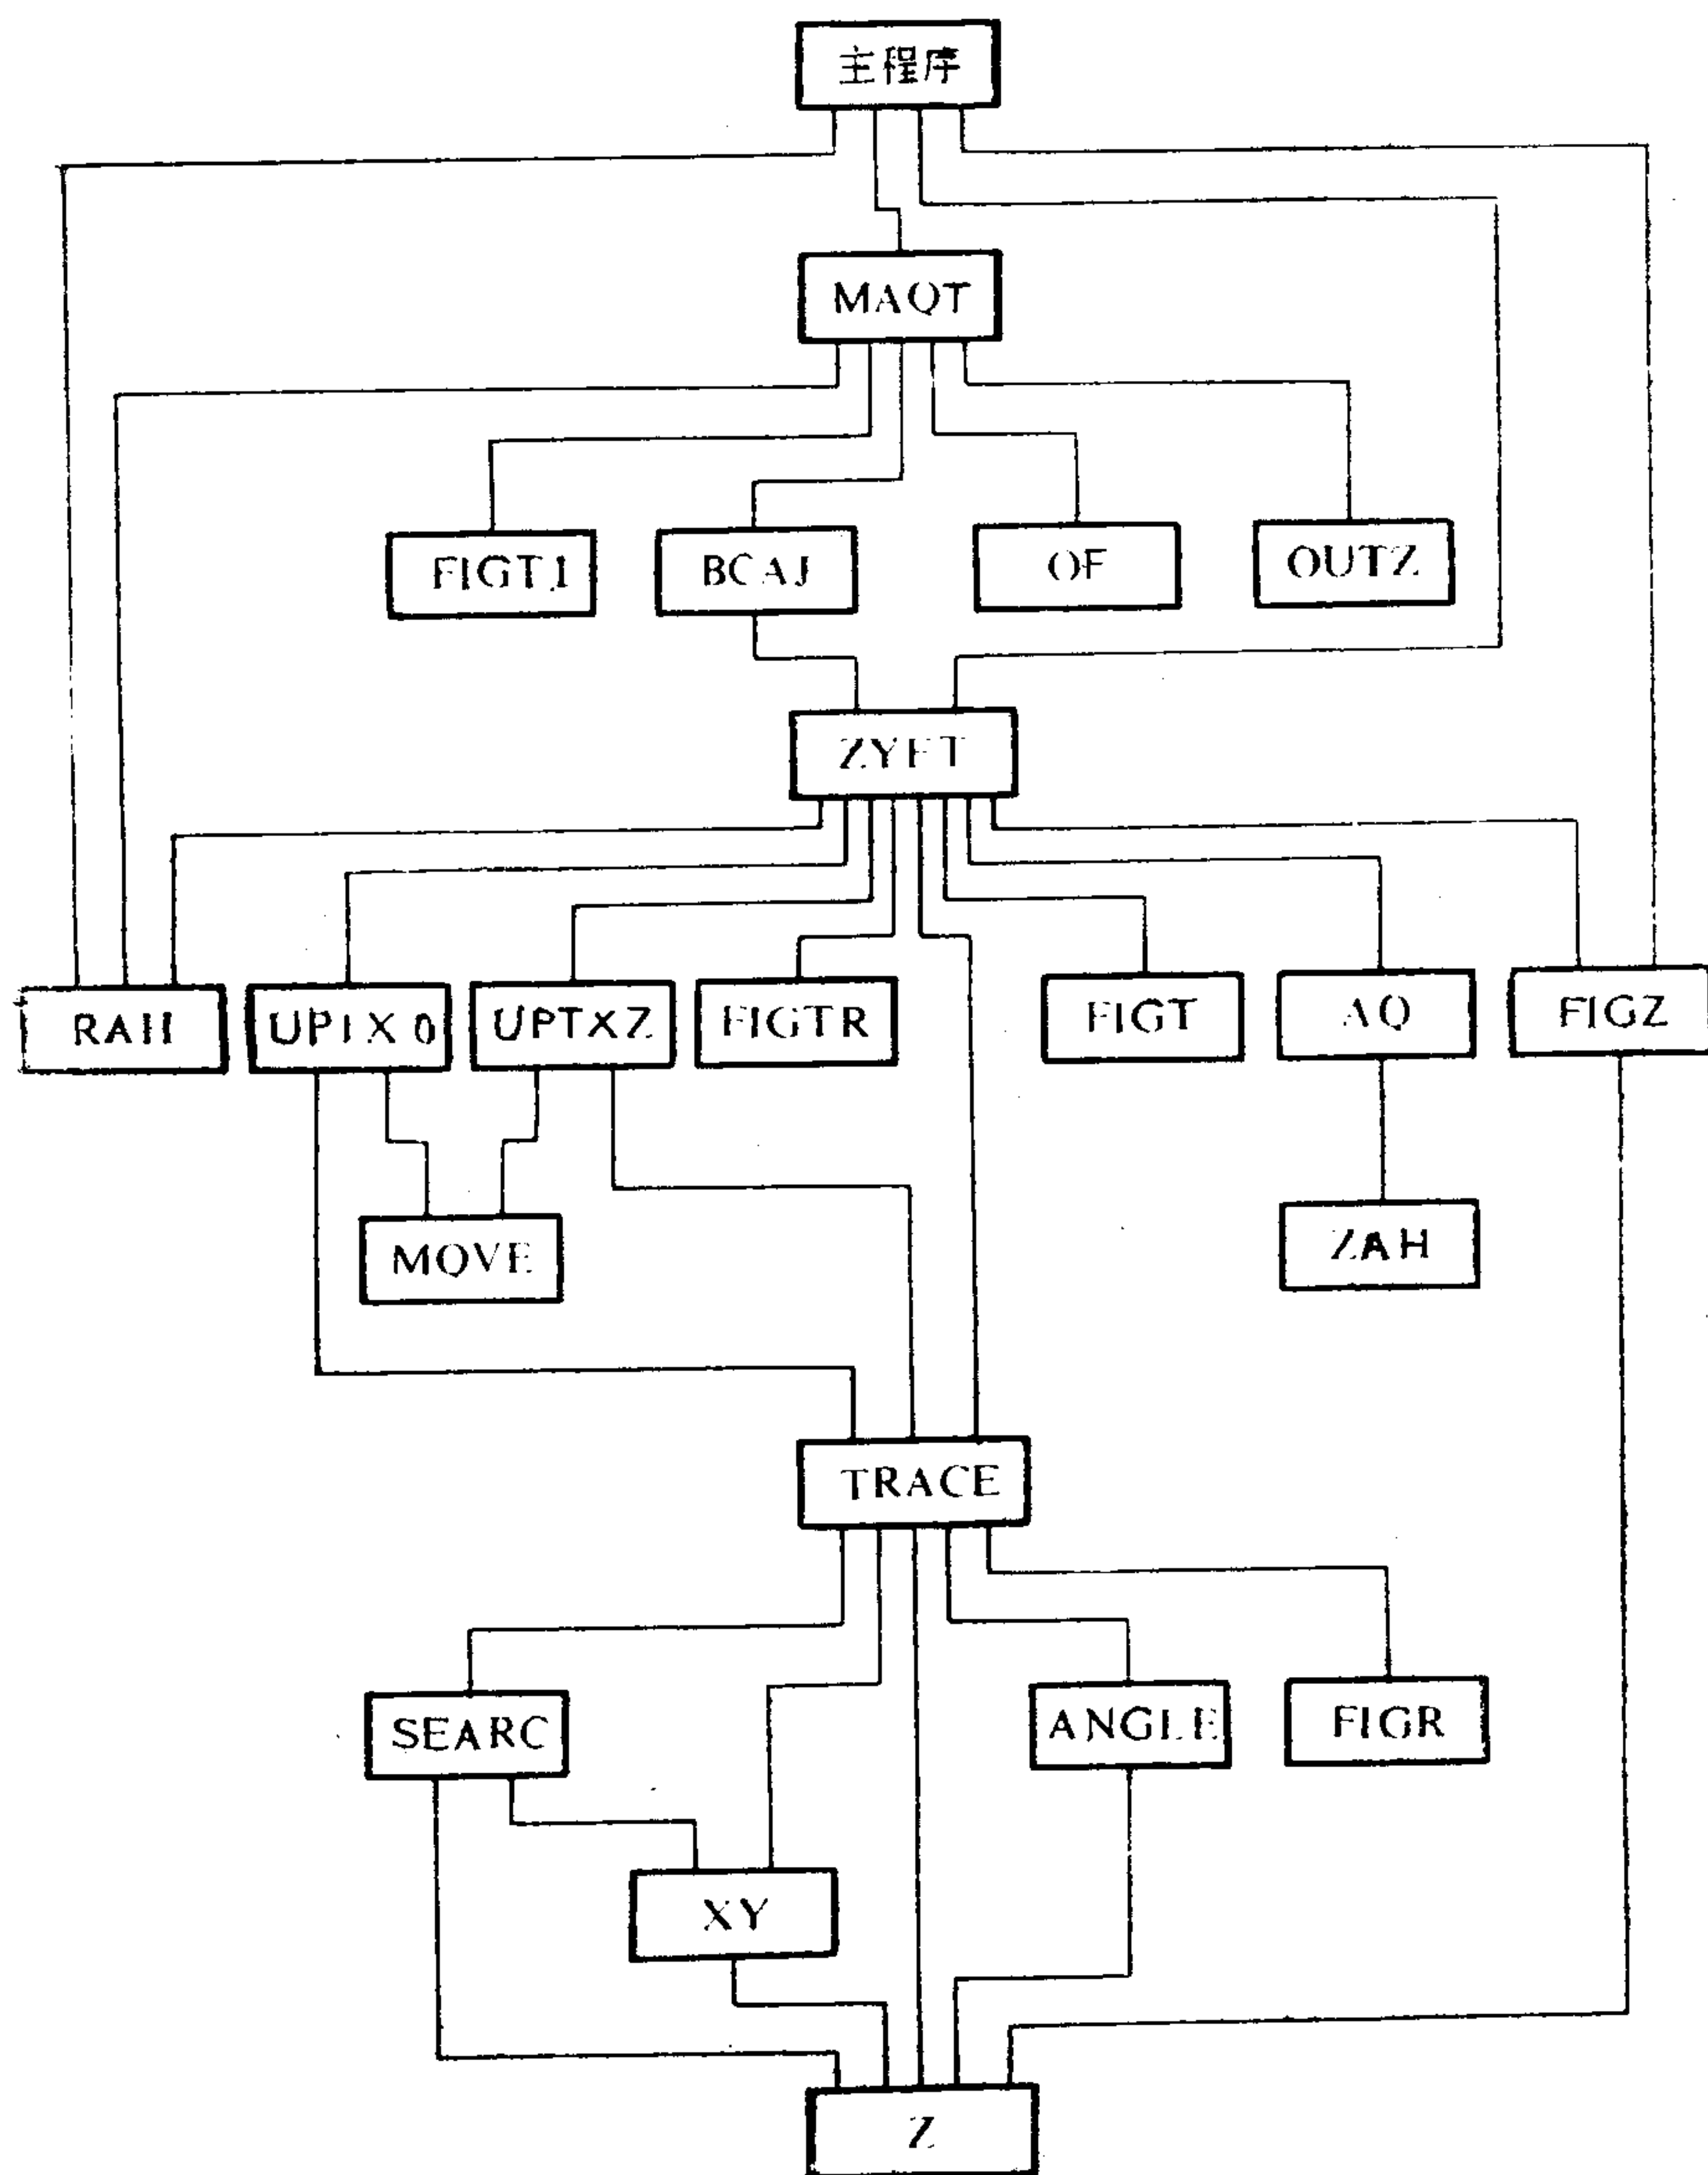 主程序
MAQT
FIGT1
BCAJ
OF
OUTZ
ZYFT
RAH
UPTX0
UPTXZ
FIGTR
FIGT
AQ
FIGZ
MOVE
ZAH
TRACE
SEARC
ANGLE
FIGR
XY
Z